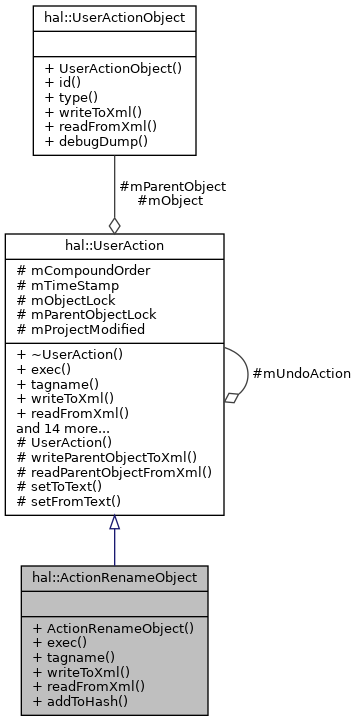 hal::UserActionObject
+ UserActionObject()
+ id()
+ type()
+ writeToXml()
+ readFromXml()
+ debugDump()
#mParentObject
#mObject
hal::UserAction
# mCompoundOrder
# mTimeStamp
# mObjectLock
# mParentObjectLock
# mProjectModified
+ ~UserAction()
+ exec()
+ tagname()
+ writeToXml()
+ readFromXml()
and 14 more...
# UserAction()
# writeParentObjectToXml()
# readParentObjectFromXml()
# setToText()
# setFromText()
#mUndoAction
hal::ActionRenameObject
+ ActionRenameObject()
+ exec()
+ tagname()
+ writeToXml()
+ readFromXml()
+ addToHash()